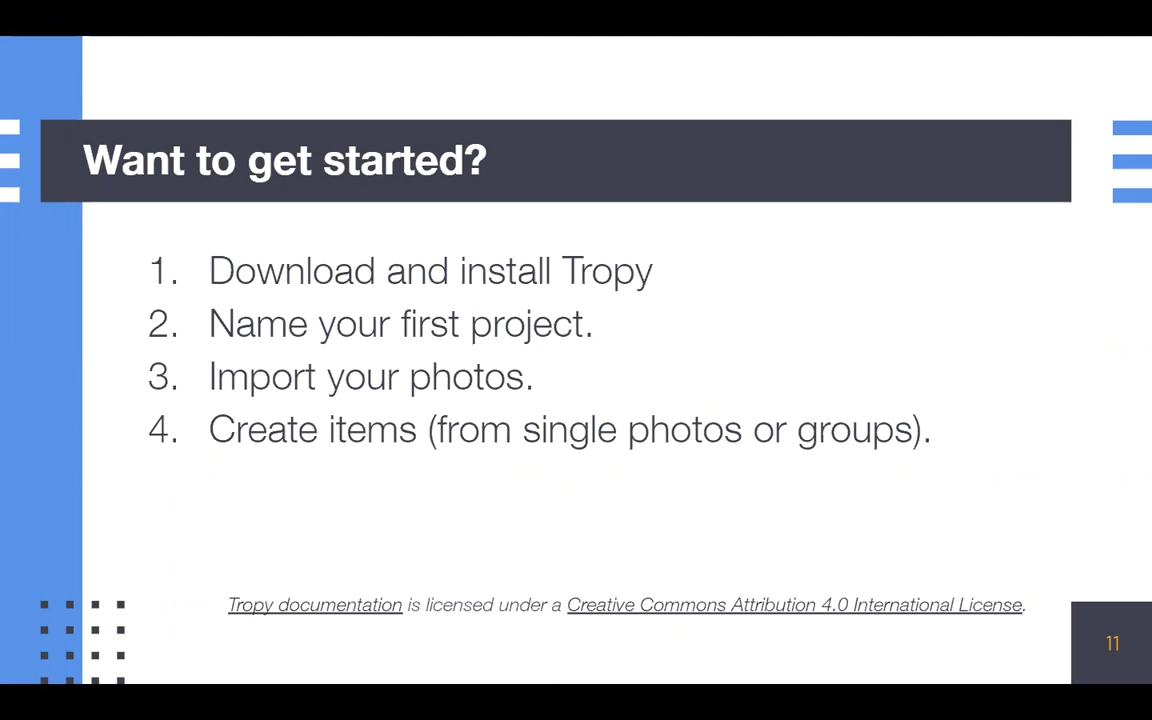 Want to get started?
1. Download and install Tropy
2. Name your first project.
3. Import your photos.
4. Create items (from single photos or groups).
Tropy documentation is licensed under a Creative Commons Attribution 4.0 International License.
11